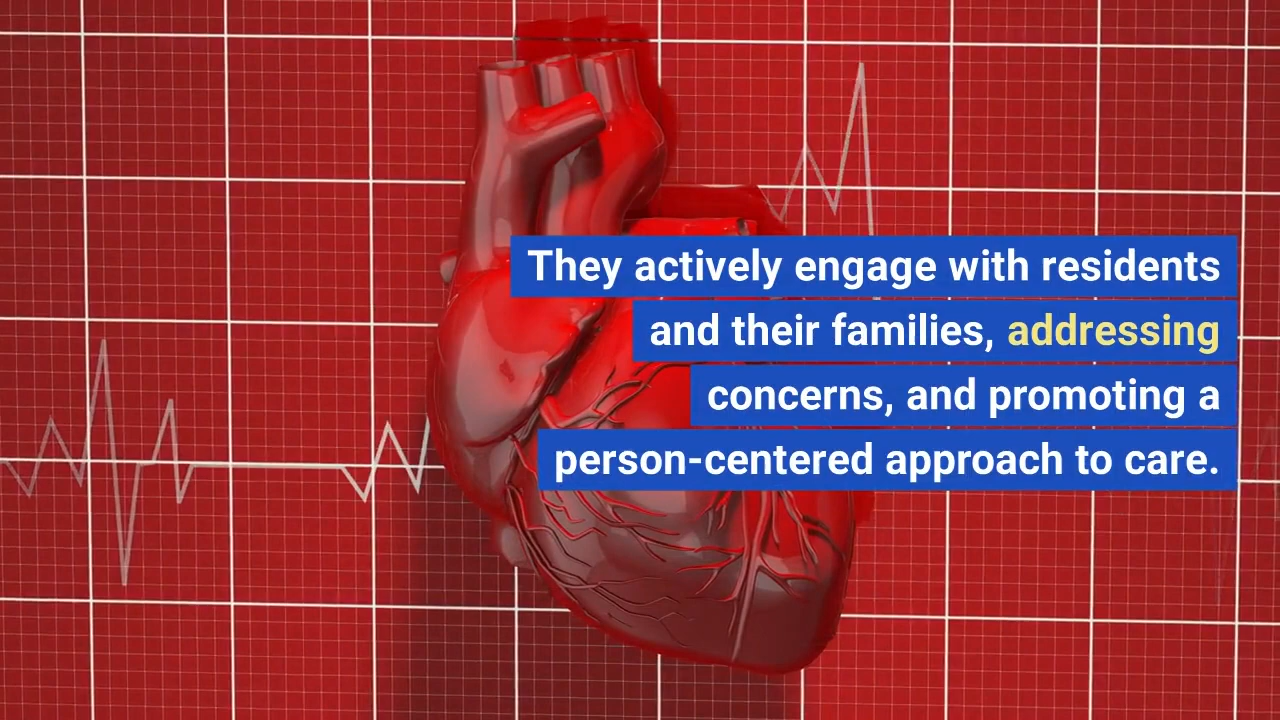 They actively engage with residents
and their families, addressing
concerns, and promoting a
person-centered approach to care.